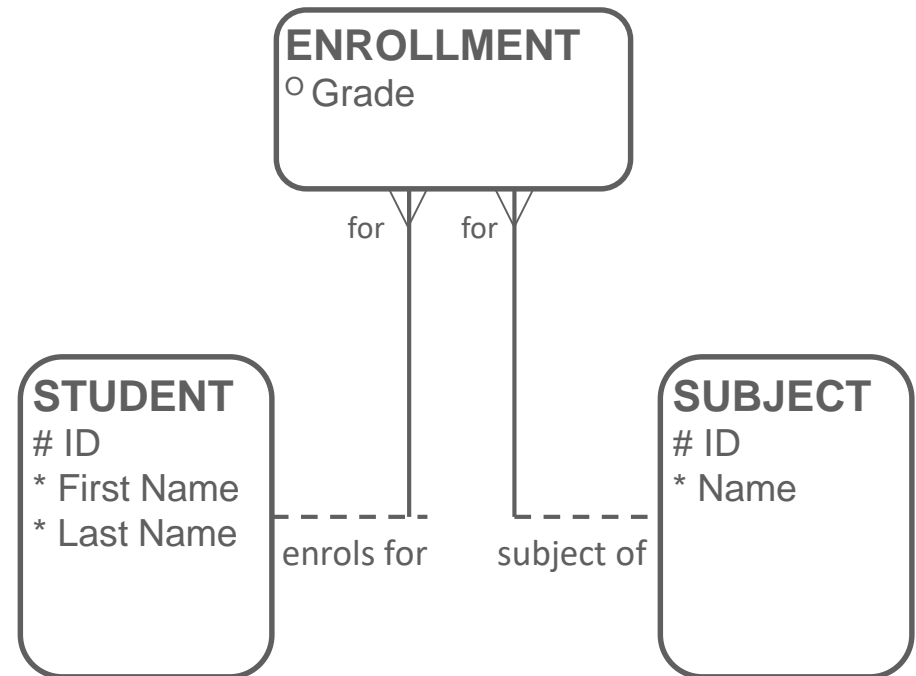 ENROLLMENT
O Grade
for
for
STUDENT
# ID
* First Name
* Last Name
enrols for
subject of
SUBJECT
# ID
* Name